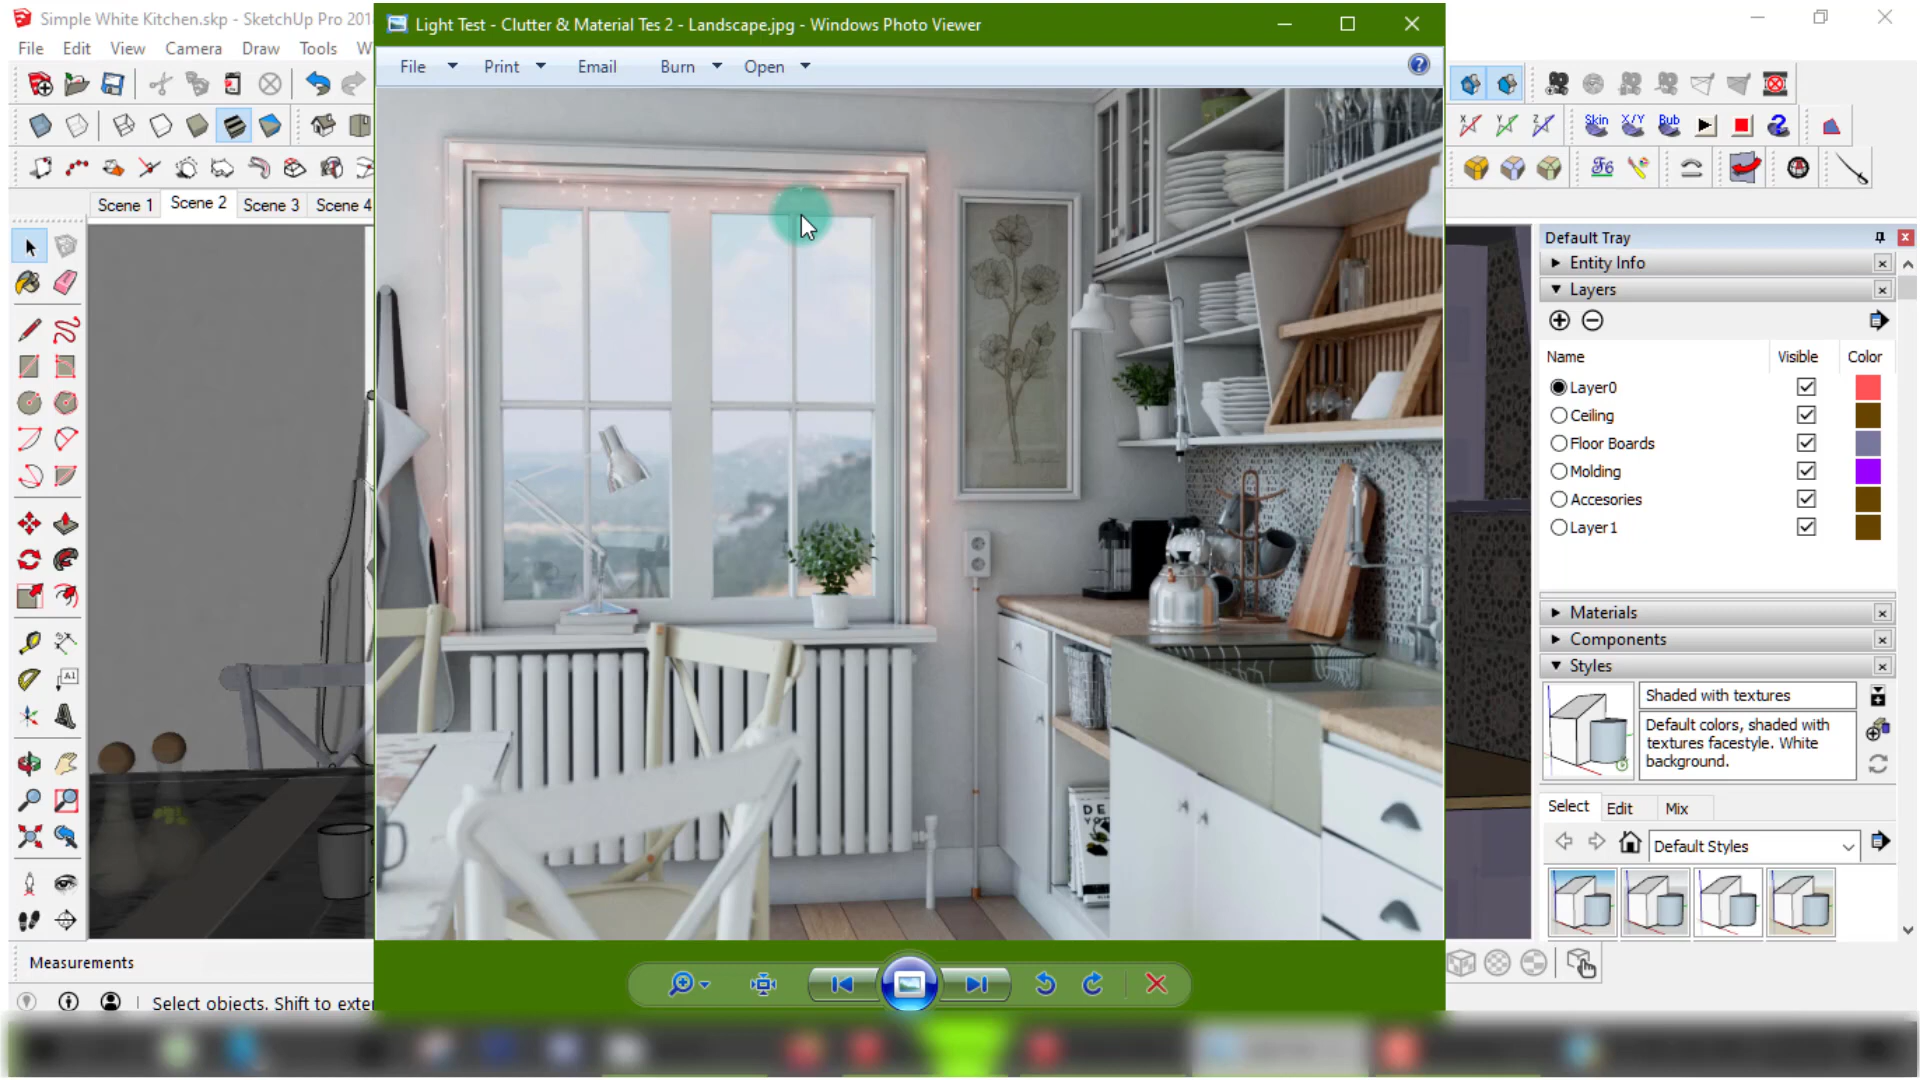 Simple White Kitchen.skp - SketchUp Pro 201
File Edit View Camera Draw Tools W
Scene 1 Scene 2 Scene 3 Scene 4
Light Test - Clutter & Material Tes 2 - Landscape.jpg - Windows Photo Viewer
File Print Email Burn Open
Skin X/Y Bub
Default Tray
Entity Info
Layers
Name Visible Color
Layer0
Ceiling
Floor Boards
Molding
Accesories
Layer1
Materials
Components
Styles
Shaded with textures
Default colors, shaded with
textures facestyle. White
background.
Select Edit Mix
Default Styles
DE
Measurements
Select objects. Shift to exter